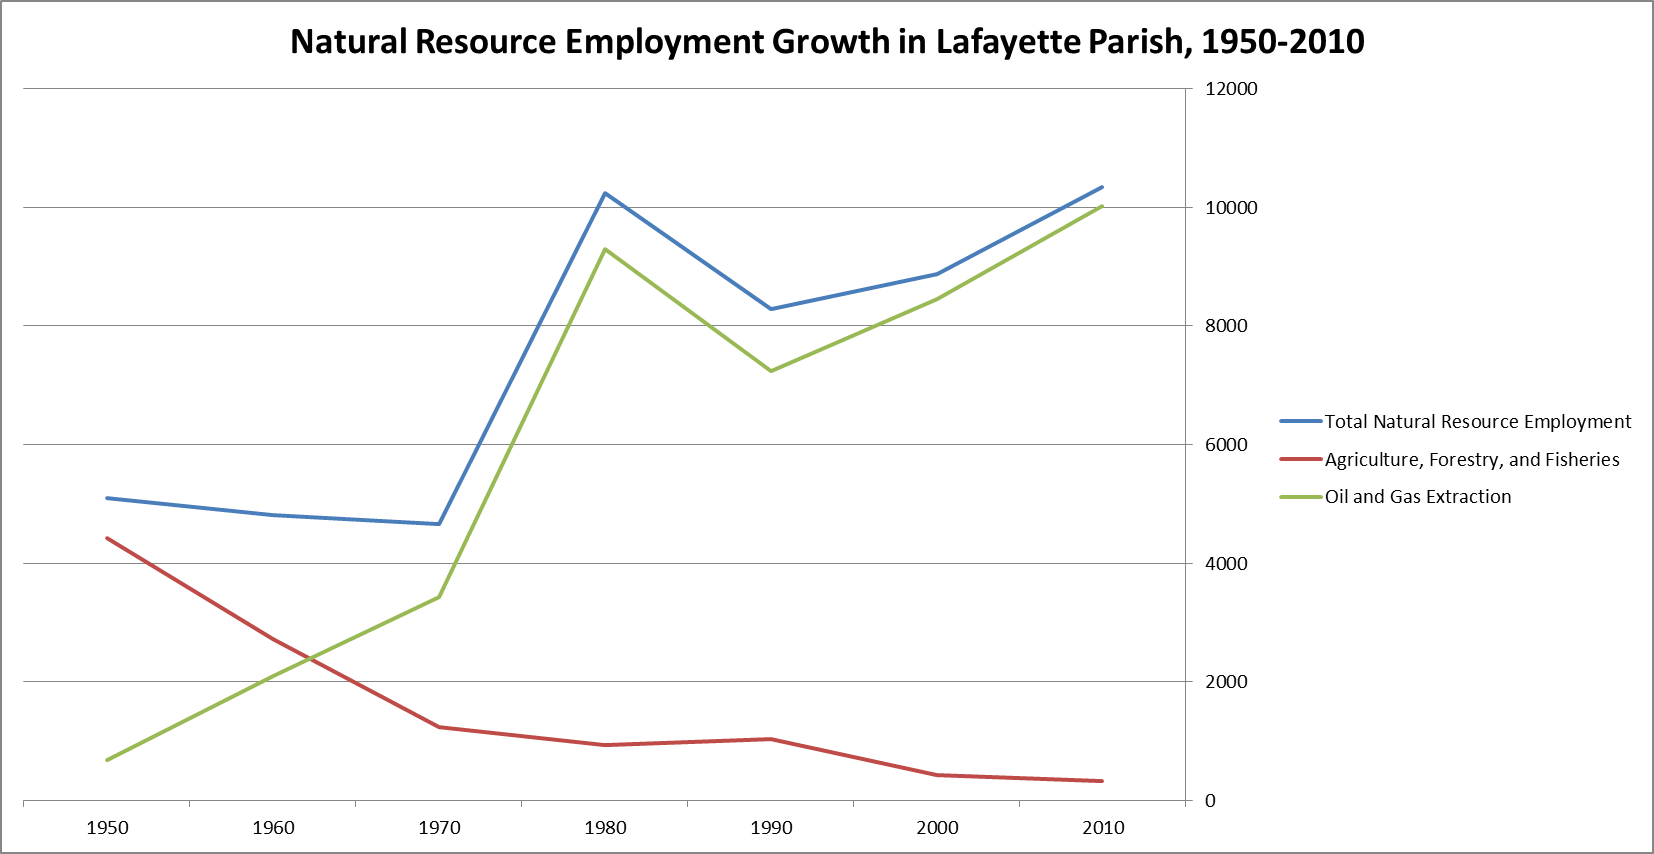 Natural Resource Employment Growth in Lafayette Parish, 1950-2010
12000
10000
8000
6000
4000
2000
0
Total Natural Resource Employment
Agriculture, Forestry, and Fisheries
Oil and Gas Extraction
1950 1960 1970 1980 1990 2000 2010